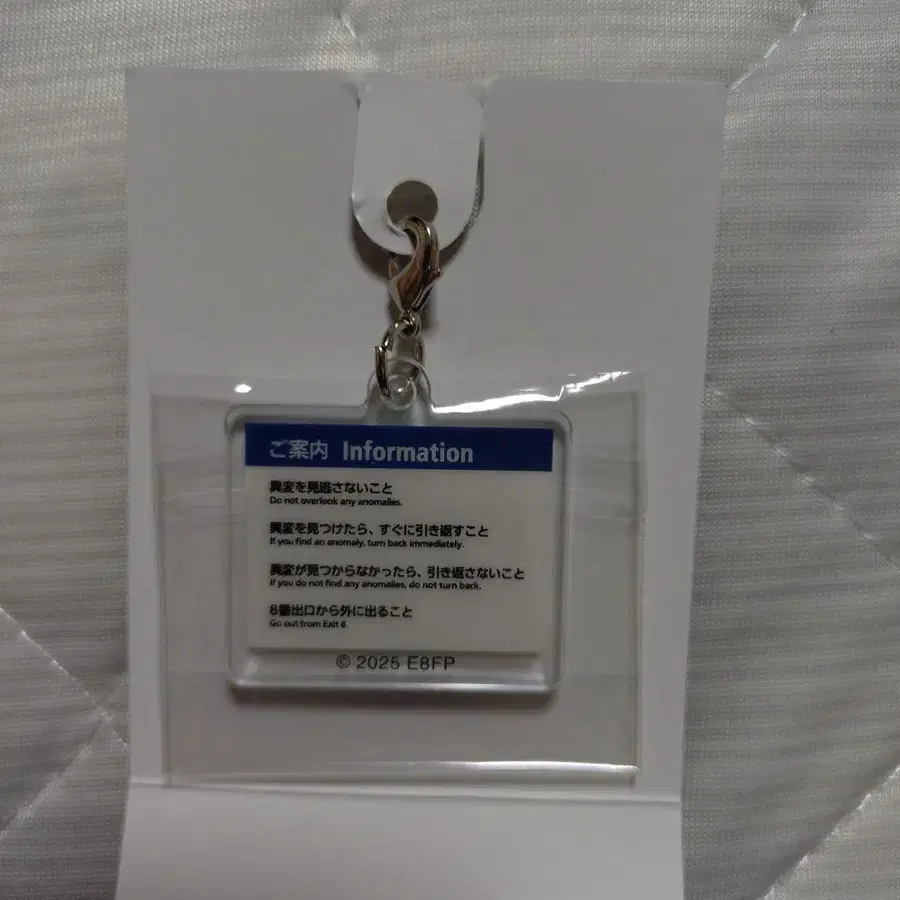 ご案内 Information
異変を見逃さないこと
Do not overlook any anomalies.
異変を見つけたら、すぐに引き返すこと
If you find an anomaly, turn back immediately.
異変が見つからなかったら、引き返さないこと
If you do not find any anomalies, do not turn back.
8番出口から外に出ること
Go out from Exit 8.
© 2025 E8FP